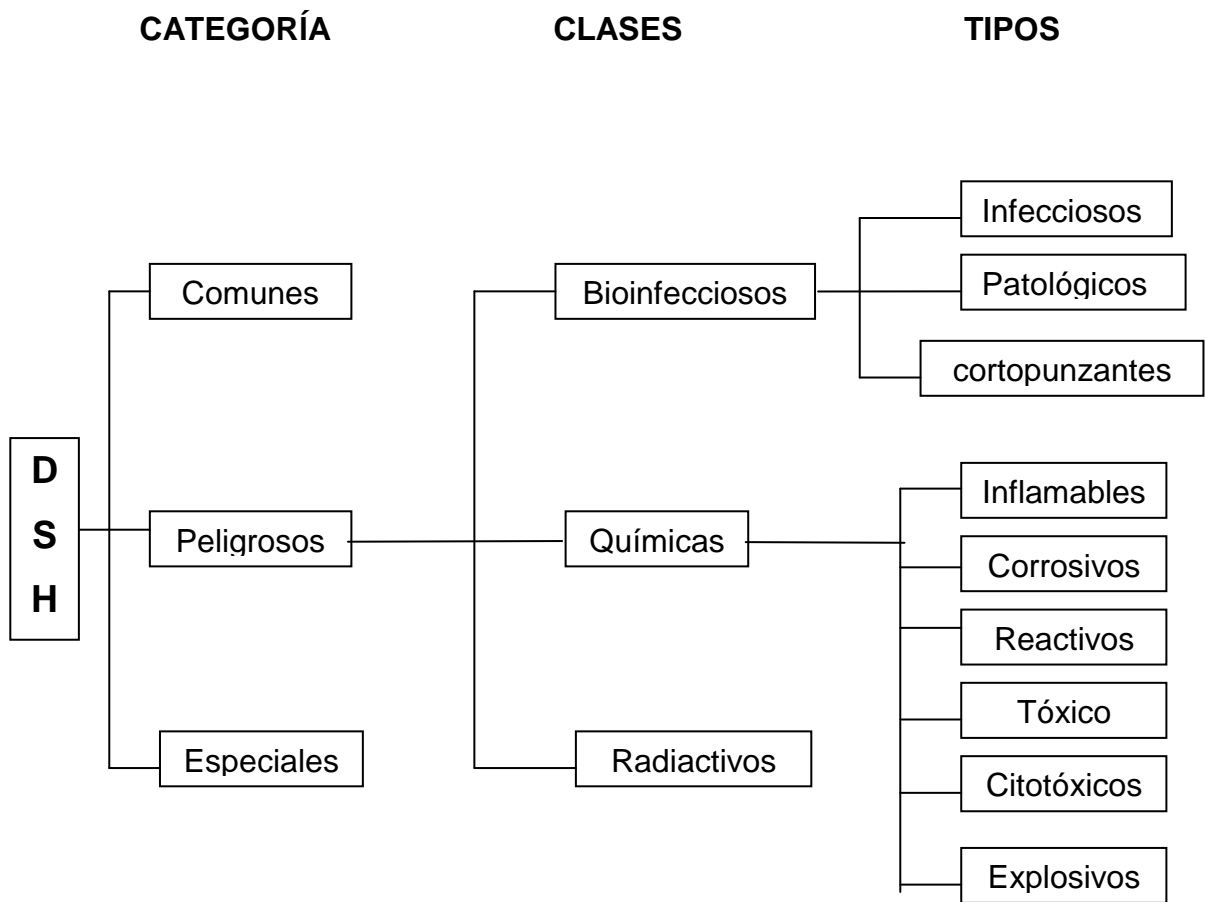 CATEGORÍA CLASES TIPOS
Infecciosos
Comunes Bioinfecciosos Patológicos
cortopunzantes
D
S
H
Peligrosos Químicas Inflamables
Corrosivos
Reactivos
Tóxico
Especiales Radiactivos Citotóxicos
Explosivos